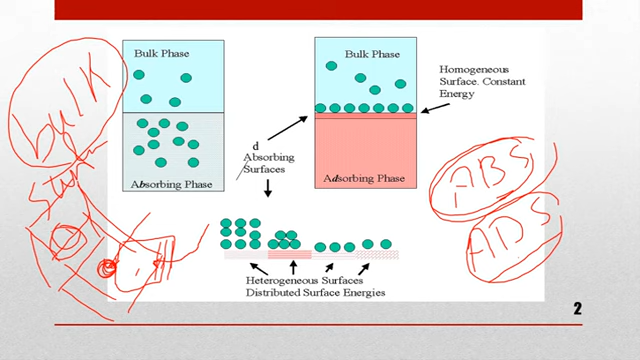 Bulk Phase
Absorbing Phase
Bulk Phase
Adsorbing Phase
Homogeneous
Surface. Constant
Energy
d
Absorbing
Surfaces
Heterogeneous Surfaces
Distributed Surface Energies
bulk
ABS
ADS
2